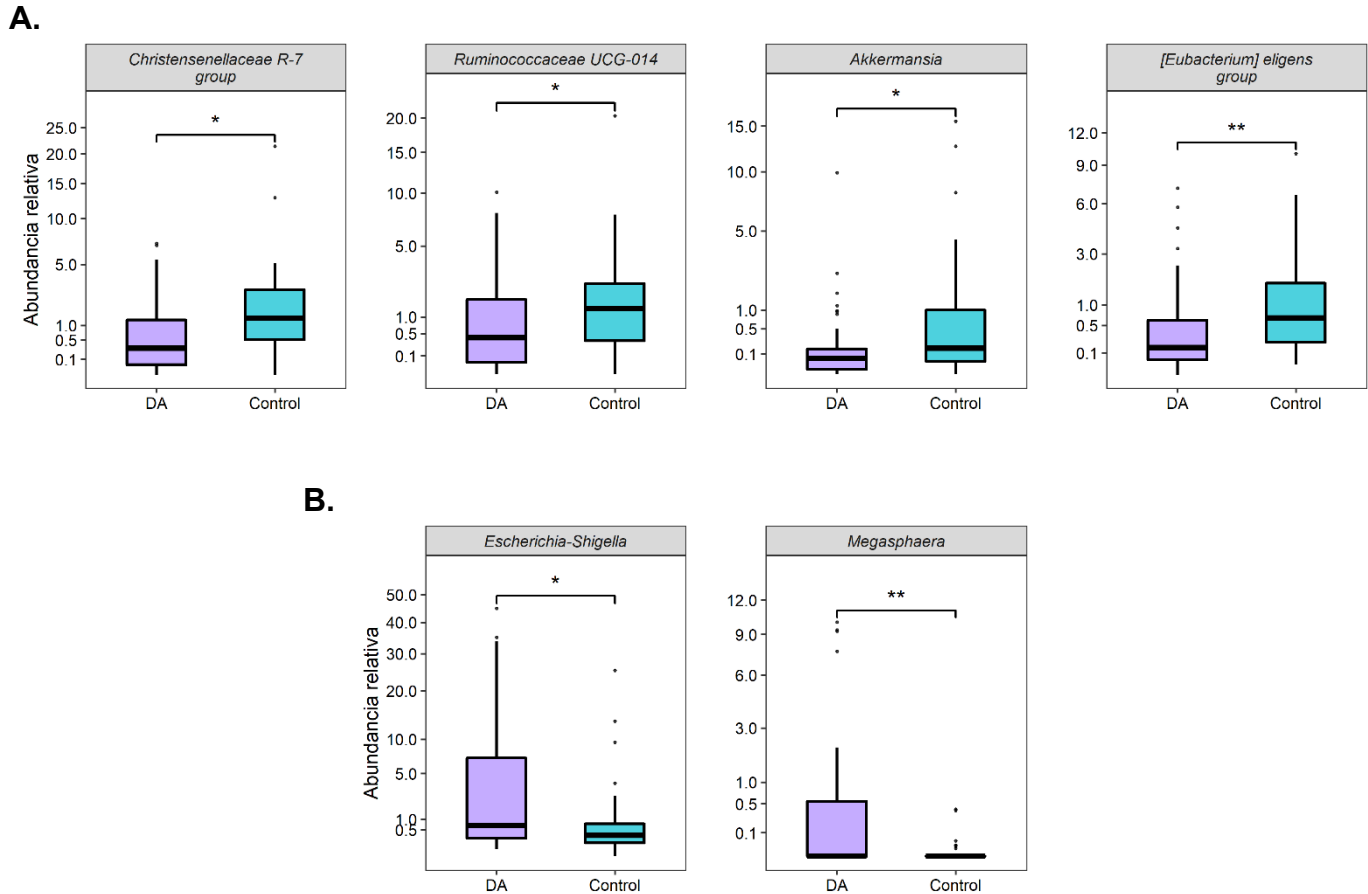 A.
Christensenellaceae R-7
group
Ruminococcaceae UCG-014
Akkermansia
[Eubacterium] eligens
group
Abundancia relativa
25.0
20.0
15.0
10.0
5.0
1.0
0.5
0.1
*
DA
Control
20.0
15.0
10.0
5.0
1.0
0.5
0.1
*
DA
Control
15.0
10.0
5.0
1.0
0.5
0.1
*
DA
Control
12.0
9.0
6.0
3.0
1.0
0.5
0.1
**
DA
Control
B.
Escherichia-Shigella
Megasphaera
Abundancia relativa
50.0
40.0
30.0
20.0
10.0
5.0
1.0
0.5
*
DA
Control
12.0
9.0
6.0
3.0
1.0
0.5
0.1
**
DA
Control